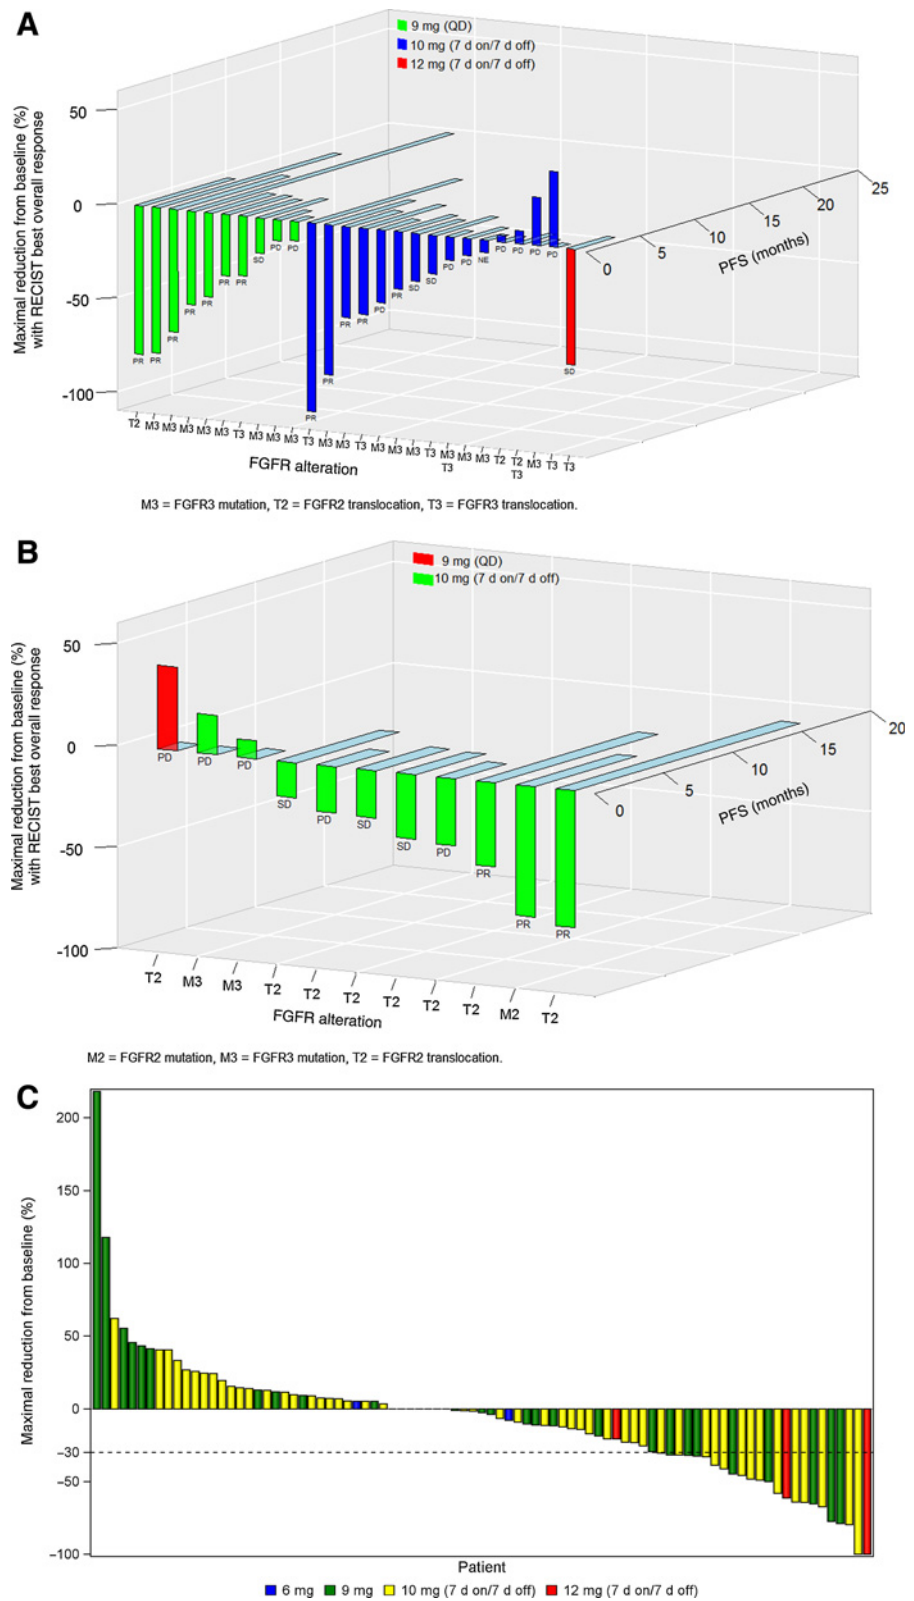 A
9 mg (QD)
10 mg (7 d on/7 d off)
12 mg (7 d on/7 d off)
Maximal reduction from baseline (%)
with RECIST best overall response
50
0
-50
-100
0
5
10
15
20
25
PFS (months)
PR PR PR PR PR PR PR SD PD PD PR PR PR PR PD PR SD SD PD PD NE PD PD PD PD SD
T2 M3 M3 M3 M3 M3 T3 M3 M3 M3 T3 M3 M3 T3 M3 M3 T3 M3 M3 M3 T2 T2 M3 T3 T3
T3 T3
FGFR alteration
M3 = FGFR3 mutation, T2 = FGFR2 translocation, T3 = FGFR3 translocation.
B
9 mg (QD)
10 mg (7 d on/7 d off)
Maximal reduction from baseline (%)
with RECIST best overall response
50
0
-50
-100
0
5
10
15
20
PFS (months)
PD PD PD SD PD SD SD PD PR PR PR
T2 M3 M3 T2 T2 T2 T2 T2 T2 M2 T2
FGFR alteration
M2 = FGFR2 mutation, M3 = FGFR3 mutation, T2 = FGFR2 translocation.
C
Maximal reduction from baseline (%)
200
150
100
50
0
−30
−50
−100
Patient
6 mg 9 mg 10 mg (7 d on/7 d off) 12 mg (7 d on/7 d off)